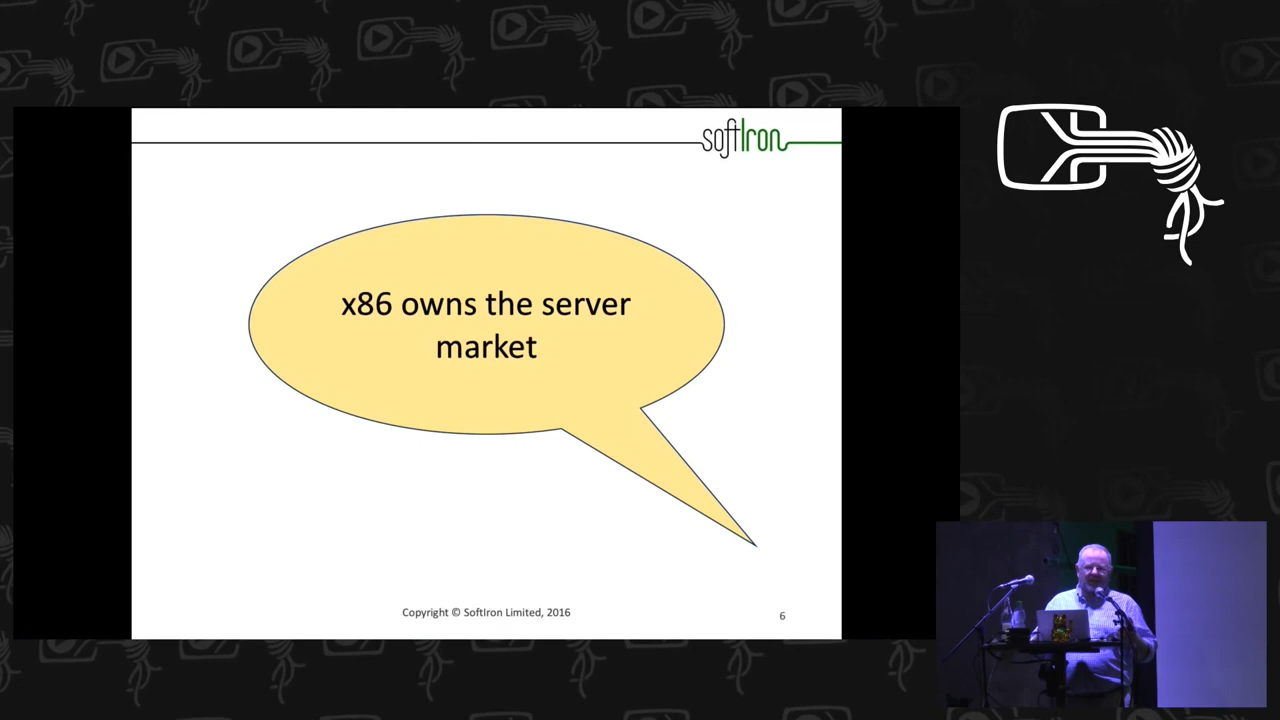 softIron
x86 owns the server
market
Copyright © SoftIron Limited, 2016
6